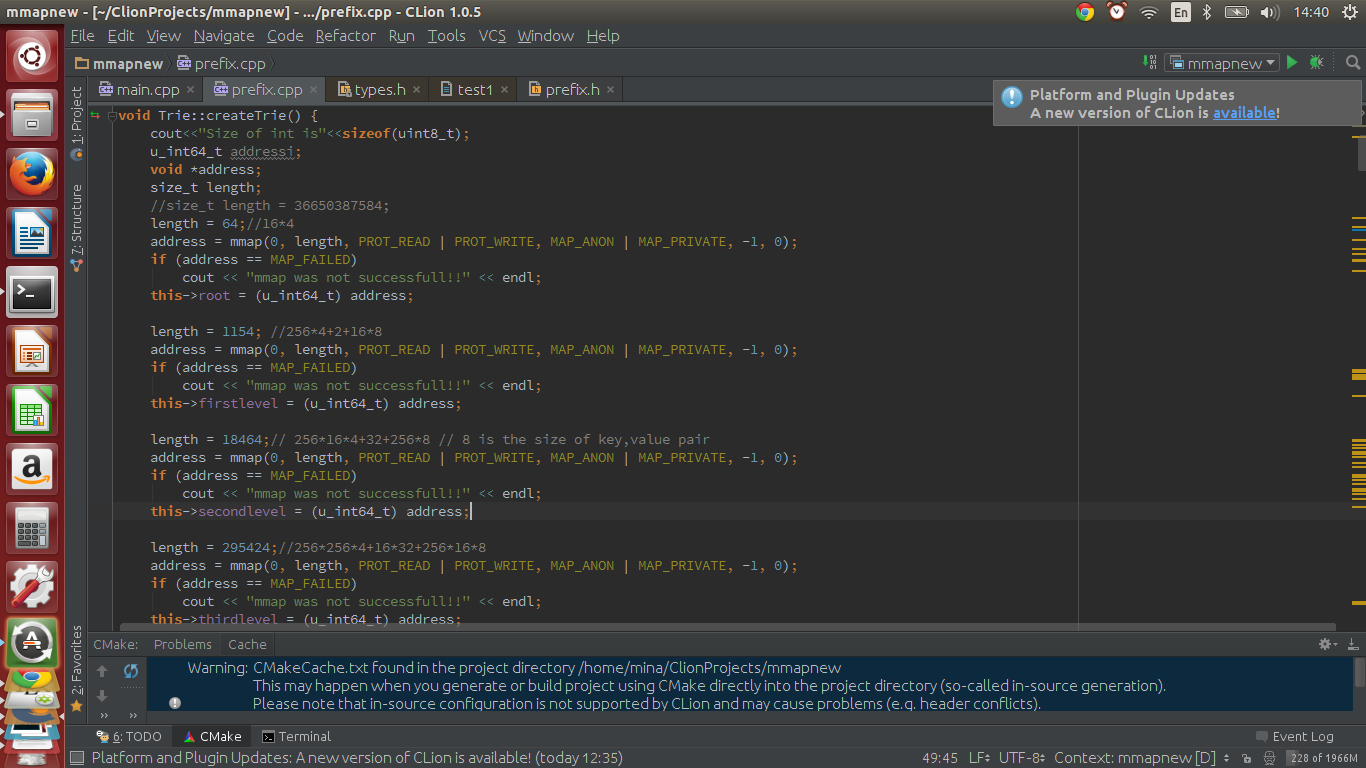 mmapnew - [~/ClionProjects/mmapnew] - .../prefix.cpp - CLion 1.0.5
En
14:40
File Edit View Navigate Code Refactor Run Tools VCS Window Help
mmapnew prefix.cpp
mmapnew
main.cpp prefix.cpp types.h test1 prefix.h
Platform and Plugin Updates
A new version of CLion is available!
1: Project
7: Structure
2: Favorites
void Trie::createTrie() {
cout<<"Size of int is"<<sizeof(uint8_t);
u_int64_t addressi;
void *address;
size_t length;
//size_t length = 36650387584;
length = 64;//16*4
address = mmap(0, length, PROT_READ | PROT_WRITE, MAP_ANON | MAP_PRIVATE, -1, 0);
if (address == MAP_FAILED)
cout << "mmap was not successfull!!" << endl;
this->root = (u_int64_t) address;
length = 1154; //256*4+2+16*8
address = mmap(0, length, PROT_READ | PROT_WRITE, MAP_ANON | MAP_PRIVATE, -1, 0);
if (address == MAP_FAILED)
cout << "mmap was not successfull!!" << endl;
this->firstlevel = (u_int64_t) address;
length = 18464;// 256*16*4+32+256*8 // 8 is the size of key,value pair
address = mmap(0, length, PROT_READ | PROT_WRITE, MAP_ANON | MAP_PRIVATE, -1, 0);
if (address == MAP_FAILED)
cout << "mmap was not successfull!!" << endl;
this->secondlevel = (u_int64_t) address;
length = 295424;//256*256*4+16*32+256*16*8
address = mmap(0, length, PROT_READ | PROT_WRITE, MAP_ANON | MAP_PRIVATE, -1, 0);
if (address == MAP_FAILED)
cout << "mmap was not successfull!!" << endl;
this->thirdlevel = (u_int64_t) address;
CMake: Problems Cache
Warning: CMakeCache.txt found in the project directory /home/mina/ClionProjects/mmapnew
This may happen when you generate or build project using CMake directly into the project directory (so-called in-source generation).
Please note that in-source configuration is not supported by CLion and may cause problems (e.g. header conflicts).
6: TODO CMake Terminal Event Log
Platform and Plugin Updates: A new version of CLion is available! (today 12:35) 49:45 LF UTF-8 Context: mmapnew [D] 228 of 1966M